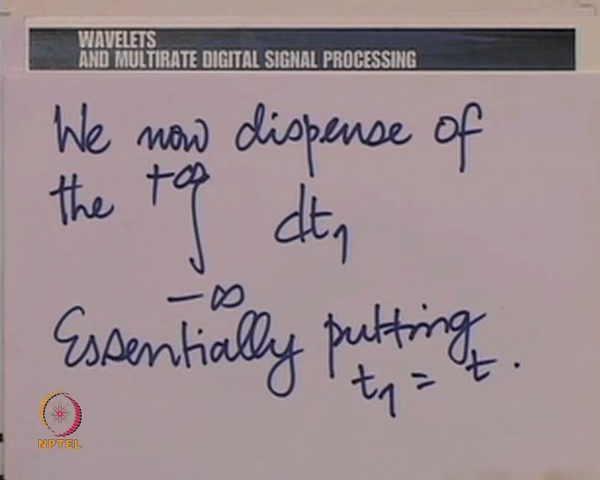 WAVELETS
AND MULTIRATE DIGITAL SIGNAL PROCESSING
We now dispense of
the ∫ dt₁
+∞
-∞
Essentially putting
t₁ = t.
NPTEL